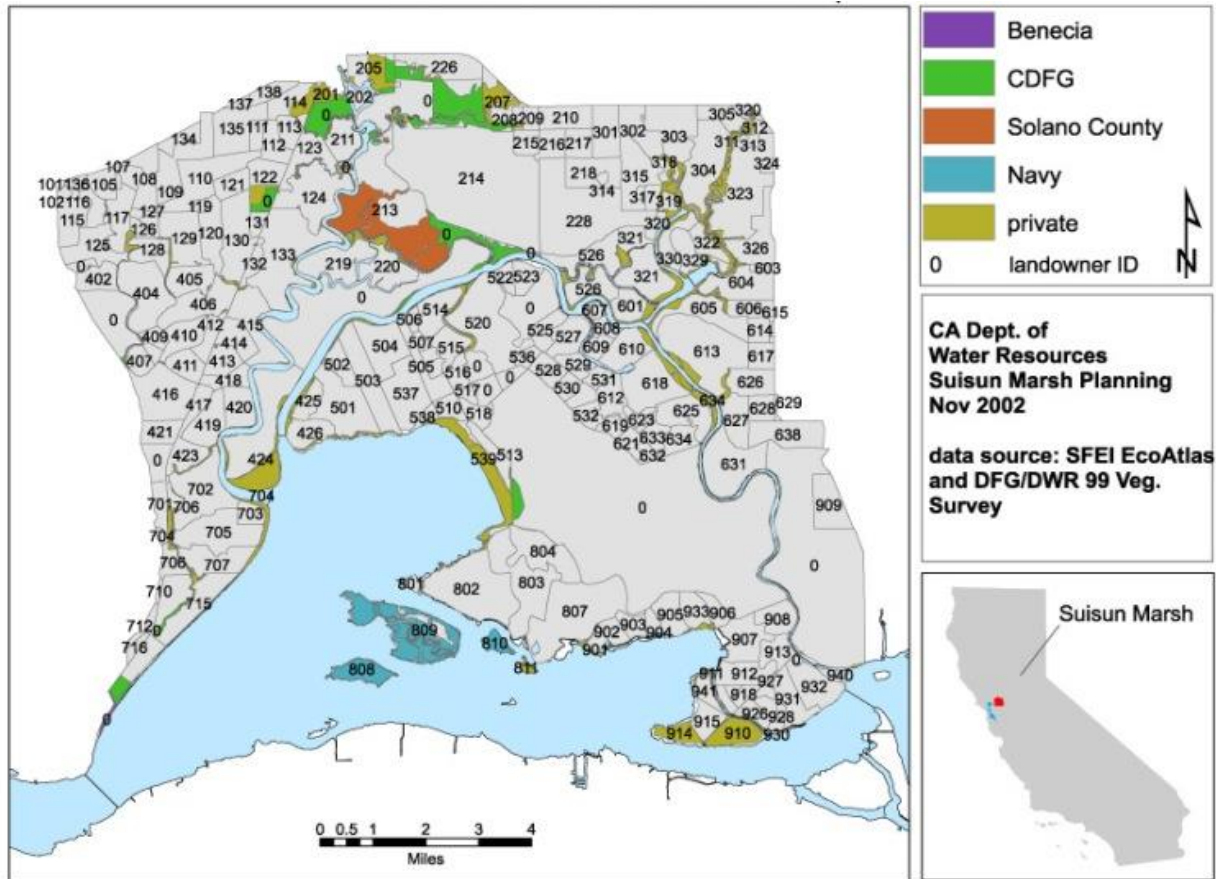 Benecia
CDFG
Solano County
Navy
private
0 landowner ID
N
CA Dept. of
Water Resources
Suisun Marsh Planning
Nov 2002
data source: SFEI EcoAtlas
and DFG/DWR 99 Veg.
Survey
Suisun Marsh
205 226
138 201 202 0 207
137 114 0
134 135 111 113 211 208 209 210
112 123 215 216 217 301 302 303
305 320
312
311 313
107 108 110 121 122 0 124 214
218 314 315 318 304 324
101 136 105 109 119 0 213 317 319 323
102 116
115 117 127 131 0 228 320
126 129 120 130 133 0 321 322 326
125 128 132 219 220 526 330 329 603
0 405 0 522 523 526 321 604
402 404 406 514 0 607 601 605 606 615
0 412 415 506 520 525 527 608 614
409 410 414 504 507 515 609 610 613
407 411 413 502 505 516 0 536 528 529 617
416 418 503 517 0 0 530 531 618 626
417 420 425 501 537 510 518 612 634 628 629
421 419 426 538 532 619 623 625 627
621 633 634 638
0 423 424 539 513 632 631
702 704 0 909
701 706 703
704 705
706 707 804 0
710 715 801 802 803
712 0 807 905 933 906 908
716 809 810 902 903 904 907
808 811 901 913 0
911 912 927 940
941 918 931 932
0 915 926 928
914 910 930
0 0.5 1 2 3 4
Miles